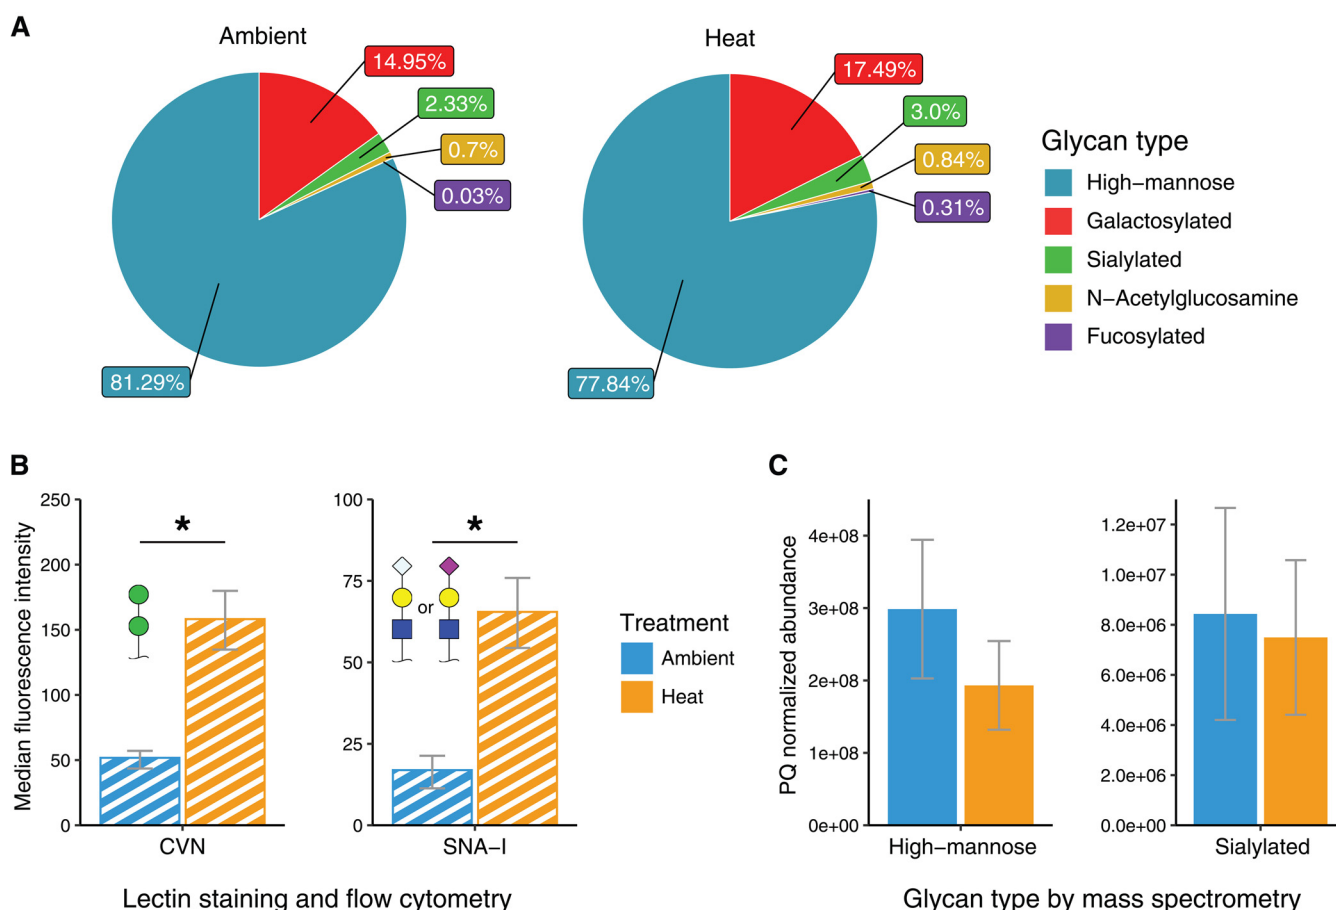 A
Ambient
Heat
14.95%
2.33%
0.7%
0.03%
81.29%
17.49%
3.0%
0.84%
0.31%
77.84%
Glycan type
High−mannose
Galactosylated
Sialylated
N−Acetylglucosamine
Fucosylated
B
Median fluorescence intensity
250
200
150
100
50
0
*
CVN
100
75
50
25
0
*
or
SNA−I
Lectin staining and flow cytometry
Treatment
Ambient
Heat
C
PQ normalized abundance
4e+08
3e+08
2e+08
1e+08
0e+00
High−mannose
1.2e+07
1.0e+07
8.0e+06
6.0e+06
4.0e+06
2.0e+06
0.0e+00
Sialylated
Glycan type by mass spectrometry